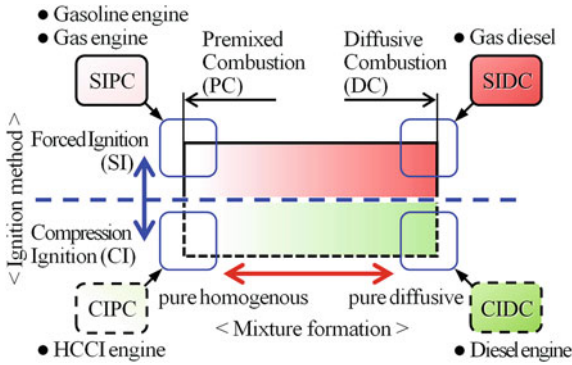 ● Gasoline engine
● Gas engine
Premixed
Combustion
(PC)
Diffusive
Combustion
(DC)
● Gas diesel
SIPC
SIDC
Forced Ignition
(SI)
< Ignition method >
Compression
Ignition (CI)
pure homogenous
pure diffusive
CIPC
CIDC
< Mixture formation >
● HCCI engine
● Diesel engine